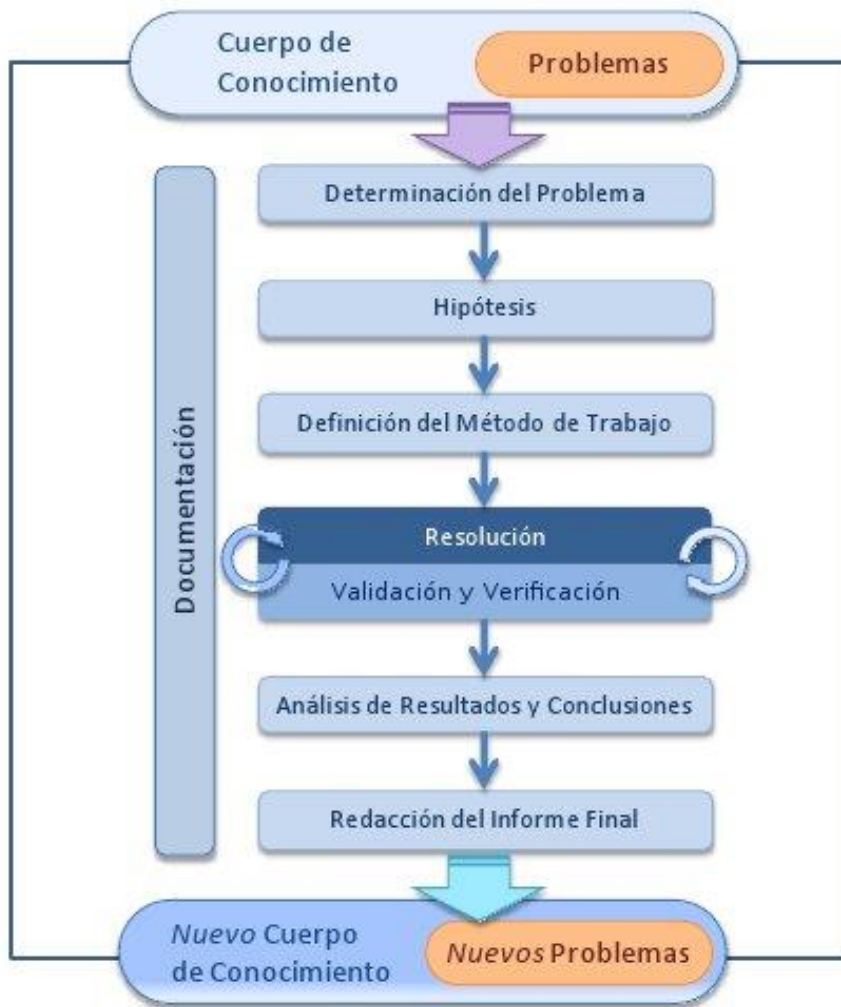 Cuerpo de
Conocimiento
Problemas
Determinación del Problema
Hipótesis
Definición del Método de Trabajo
Documentación
Resolución
Validación y Verificación
Análisis de Resultados y Conclusiones
Redacción del Informe Final
Nuevo Cuerpo
de Conocimiento
Nuevos Problemas